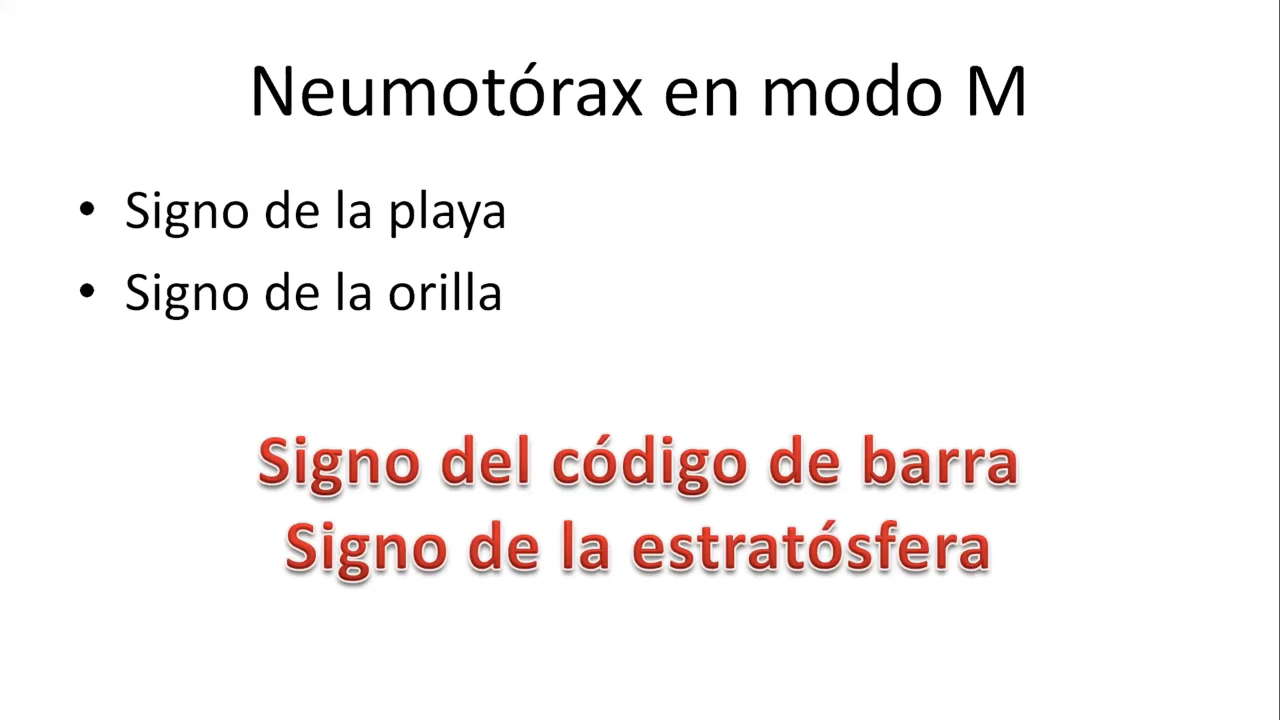 Neumotórax en modo M
• Signo de la playa
• Signo de la orilla
Signo del código de barra
Signo de la estratósfera